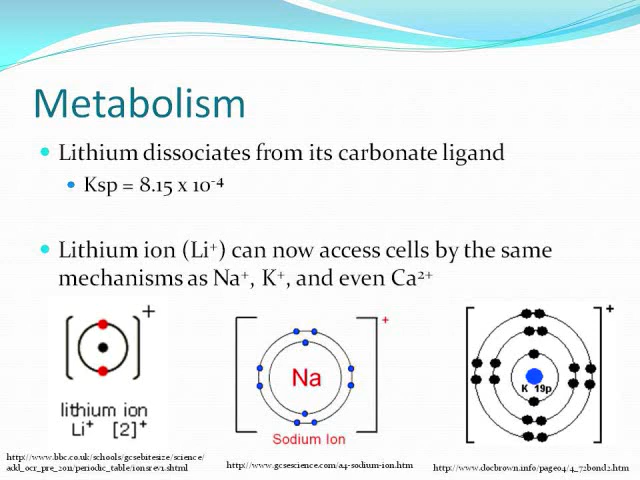 Metabolism
Lithium dissociates from its carbonate ligand
Ksp = 8.15 x 10⁻⁴
Lithium ion (Li⁺) can now access cells by the same
mechanisms as Na⁺, K⁺, and even Ca²⁺
+
lithium ion
Li⁺ [2]⁺
+
Na
Sodium Ion
+
K 19p
http://www.bbc.co.uk/schools/gcsebitesize/science/
add_ocr_pre_2011/periodic_table/ionsrev1.shtml
http://www.gcsescience.com/a4-sodium-ion.htm
http://www.docbrown.info/page04/4_72bond2.htm